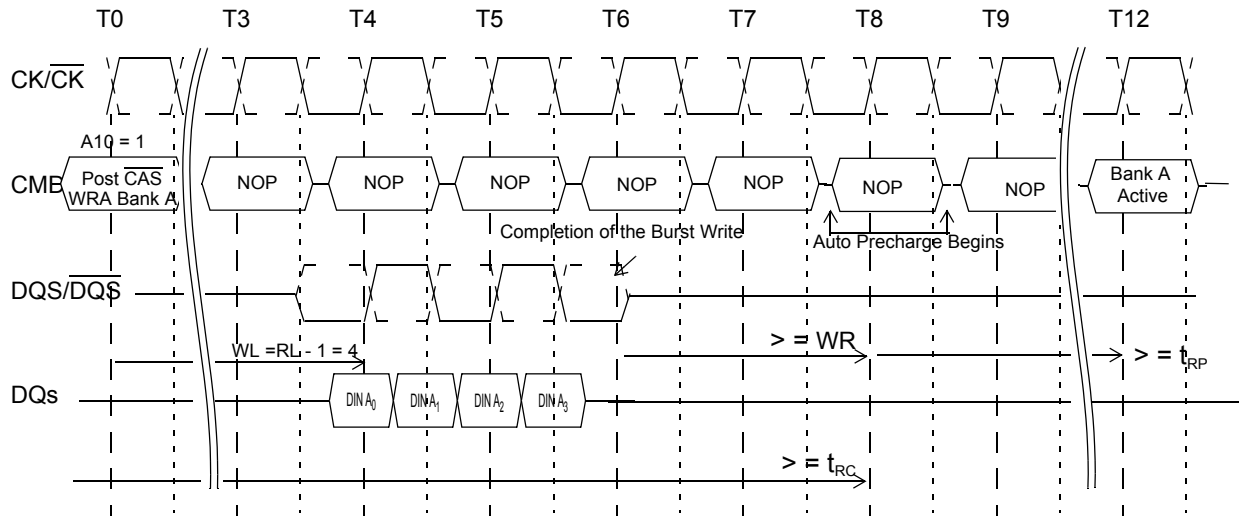 T0 T3 T4 T5 T6 T7 T8 T9 T12
CK/CK
A10 = 1
CMB
Post CAS
WRA Bank A
NOP NOP NOP NOP NOP NOP NOP
Bank A
Active
Completion of the Burst Write
Auto Precharge Begins
DQS/DQS
WL =RL - 1 = 4
> = WR
> = tRP
DQs
DIN A0 DIN A1 DIN A2 DIN A3
> = tRC